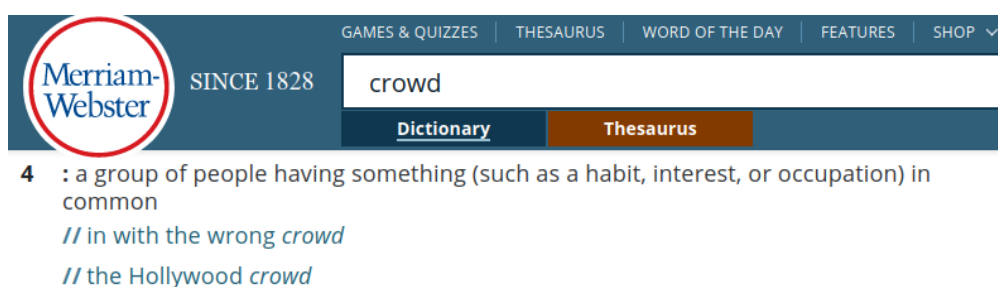 GAMES & QUIZZES THESAURUS WORD OF THE DAY FEATURES SHOP
Merriam-
Webster
SINCE 1828
crowd
Dictionary Thesaurus
4 : a group of people having something (such as a habit, interest, or occupation) in
common
// in with the wrong crowd
// the Hollywood crowd